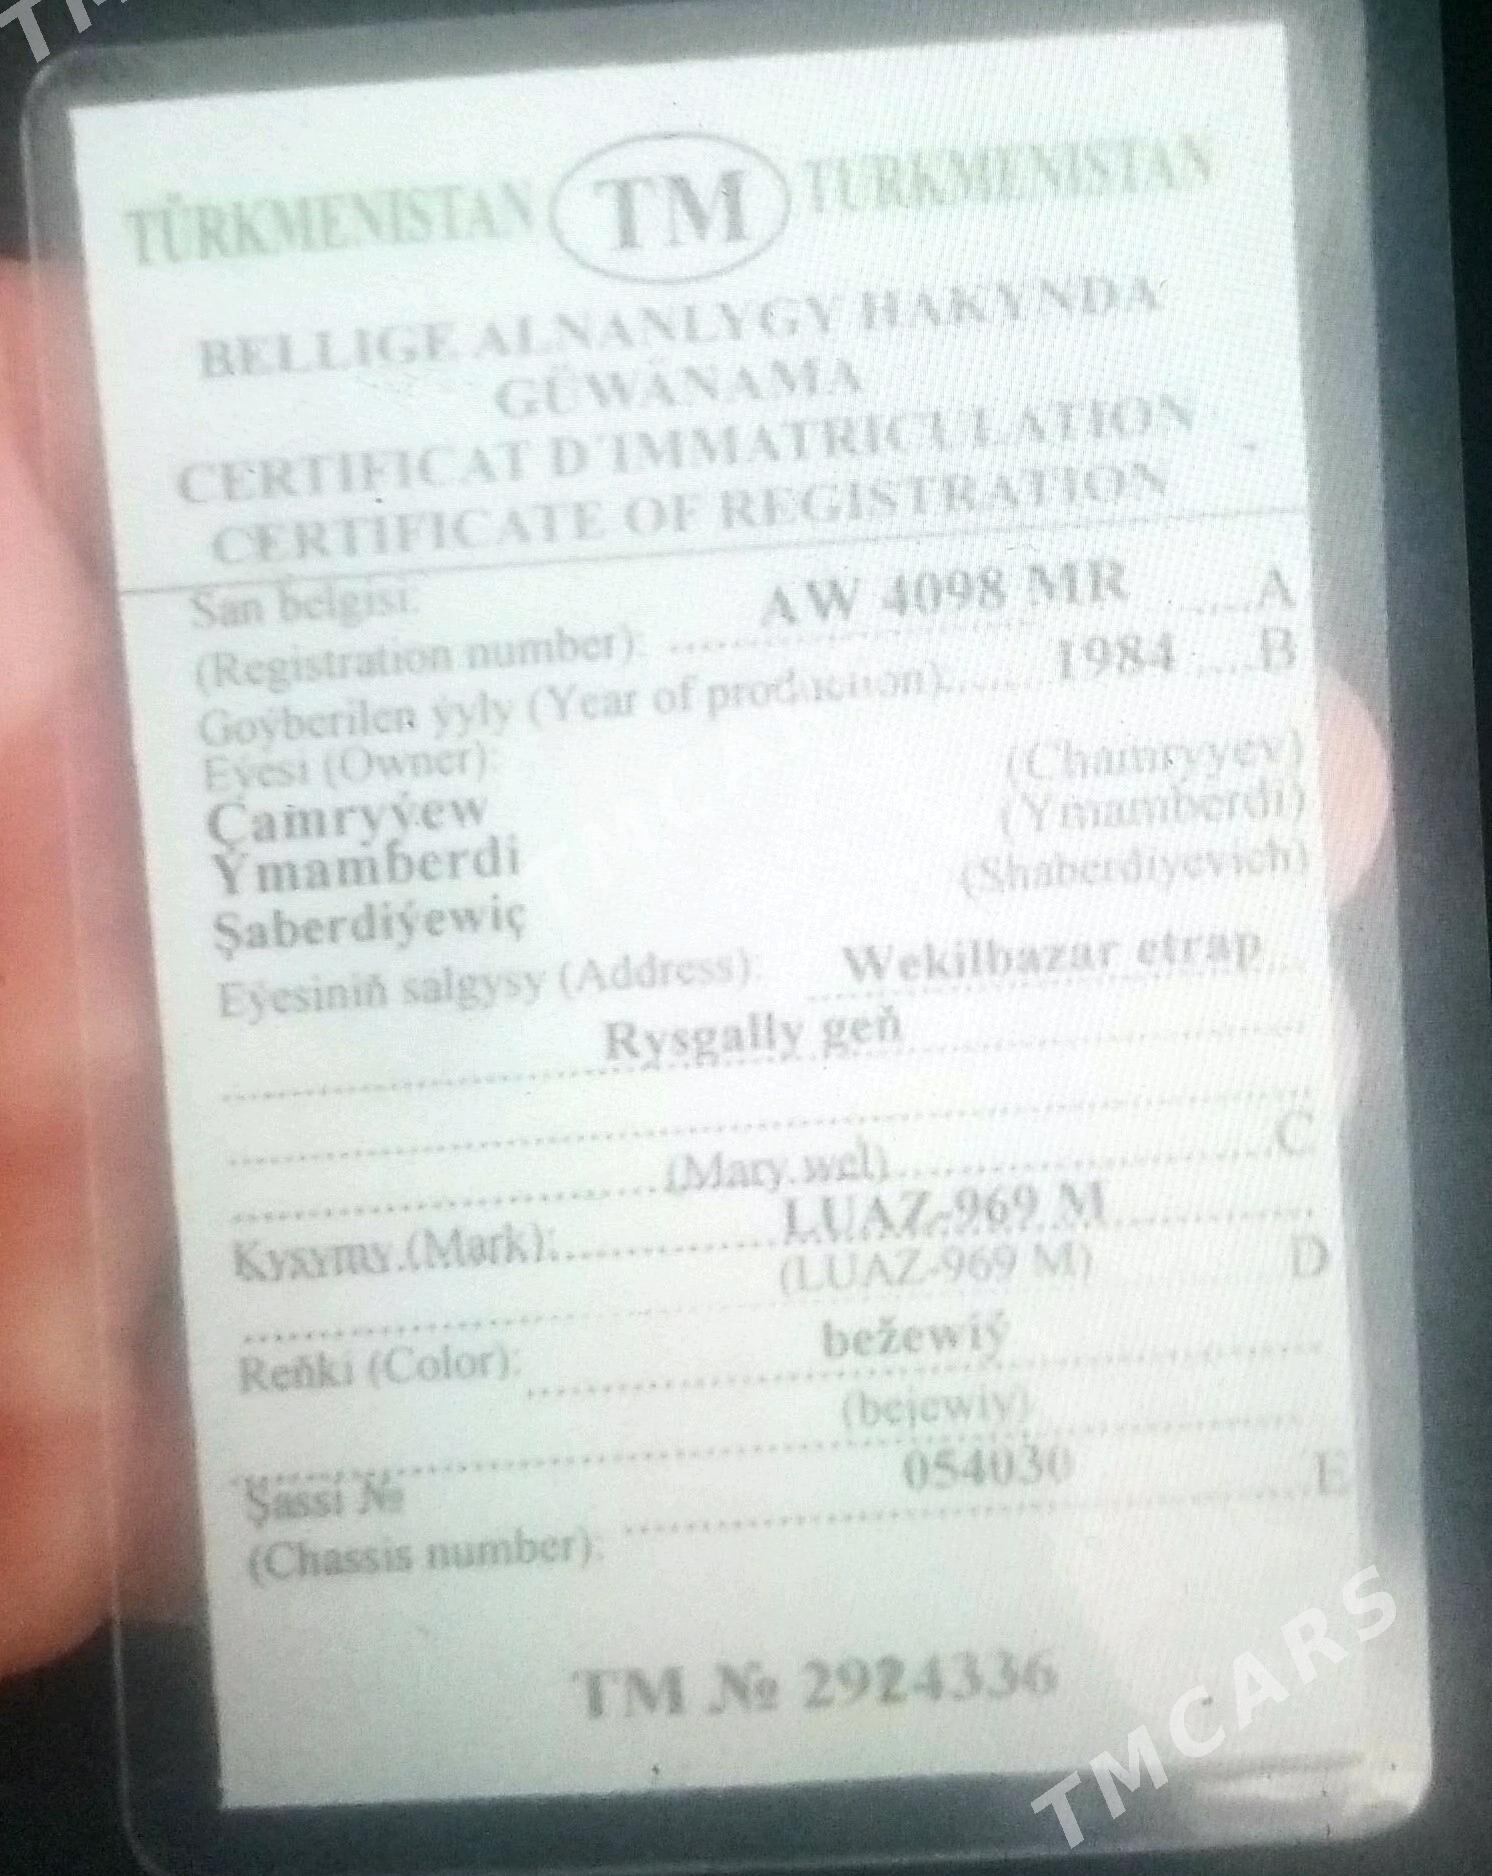 TÜRKMENISTAN TM TURKMENISTAN
BELLIGE ALNANLYGY HAKYNDA
GÜWÄNAMA
CERTIFICAT D'IMMATRICULATION
CERTIFICATE OF REGISTRATION
San belgisi:
(Registration number): AW 4098 MR A
Goýberilen ýyly (Year of production) 1984 B
Eýesi (Owner):
Çamryýew (Chamryyev)
Ymamberdi (Ymamberdi)
Şaberdiýewiç (Shaberdiyevich)
Eýesiniň salgysy (Address): Wekilbazar etrap
Rysgally geň
(Mary.wel) C
Kysymy.(Mark): LUAZ-969 M
(LUAZ-969 M) D
Reňki (Color): bežewiý
(bejewiy)
Şassi № 054030 E
(Chassis number):
TM № 2924336
TMCARS